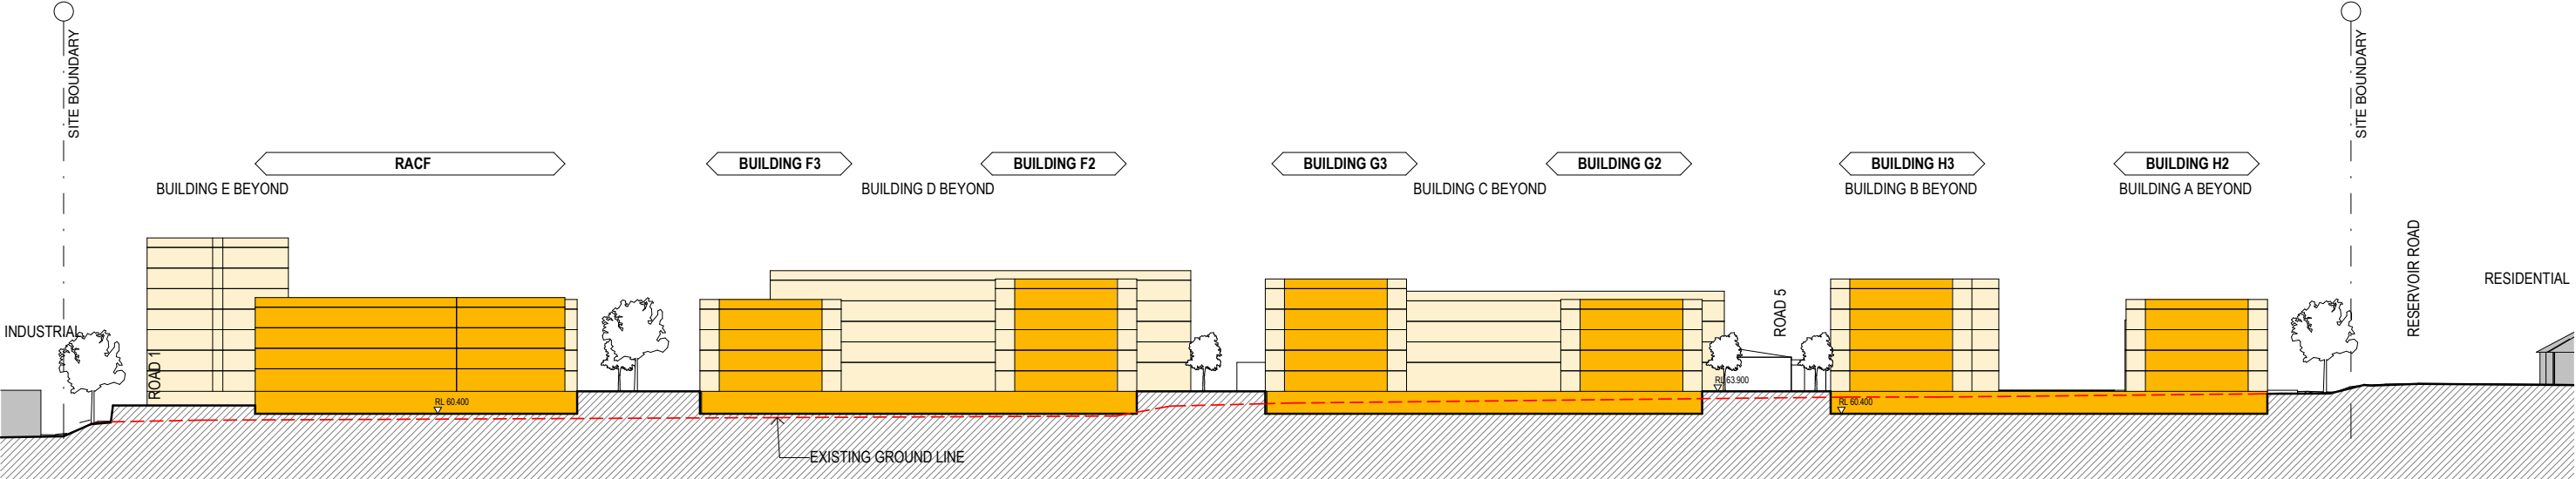 SITE BOUNDARY
SITE BOUNDARY
RACF
BUILDING F3
BUILDING F2
BUILDING G3
BUILDING G2
BUILDING H3
BUILDING H2
BUILDING E BEYOND
BUILDING D BEYOND
BUILDING C BEYOND
BUILDING B BEYOND
BUILDING A BEYOND
RESERVOIR ROAD
RESIDENTIAL
INDUSTRIAL
ROAD 1
ROAD 5
RL 63.900
RL 60.400
RL 60.400
EXISTING GROUND LINE